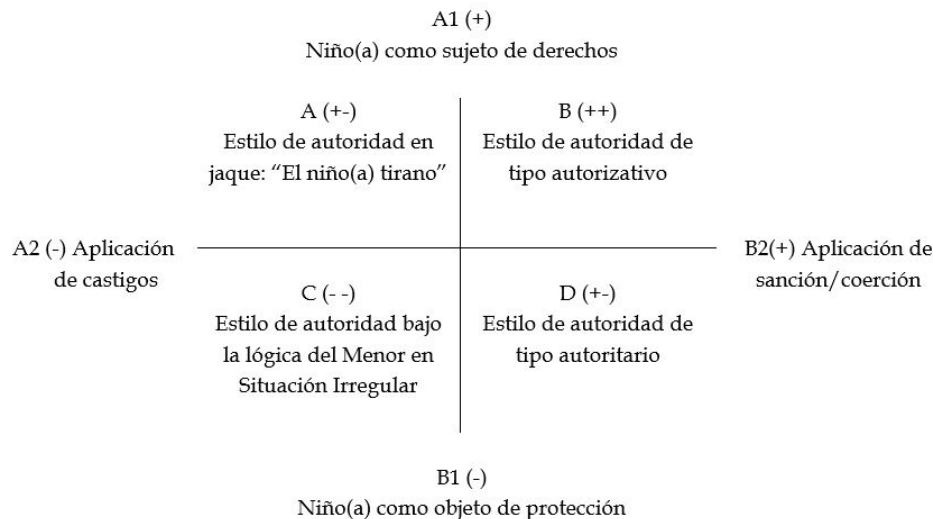 A1 (+)
Niño(a) como sujeto de derechos
A (+-)
Estilo de autoridad en
jaque: “El niño(a) tirano”
B (++)
Estilo de autoridad de
tipo autorizativo
A2 (-) Aplicación
de castigos
B2(+) Aplicación de
sanción/coerción
C (- -)
Estilo de autoridad bajo
la lógica del Menor en
Situación Irregular
D (+-)
Estilo de autoridad de
tipo autoritario
B1 (-)
Niño(a) como objeto de protección